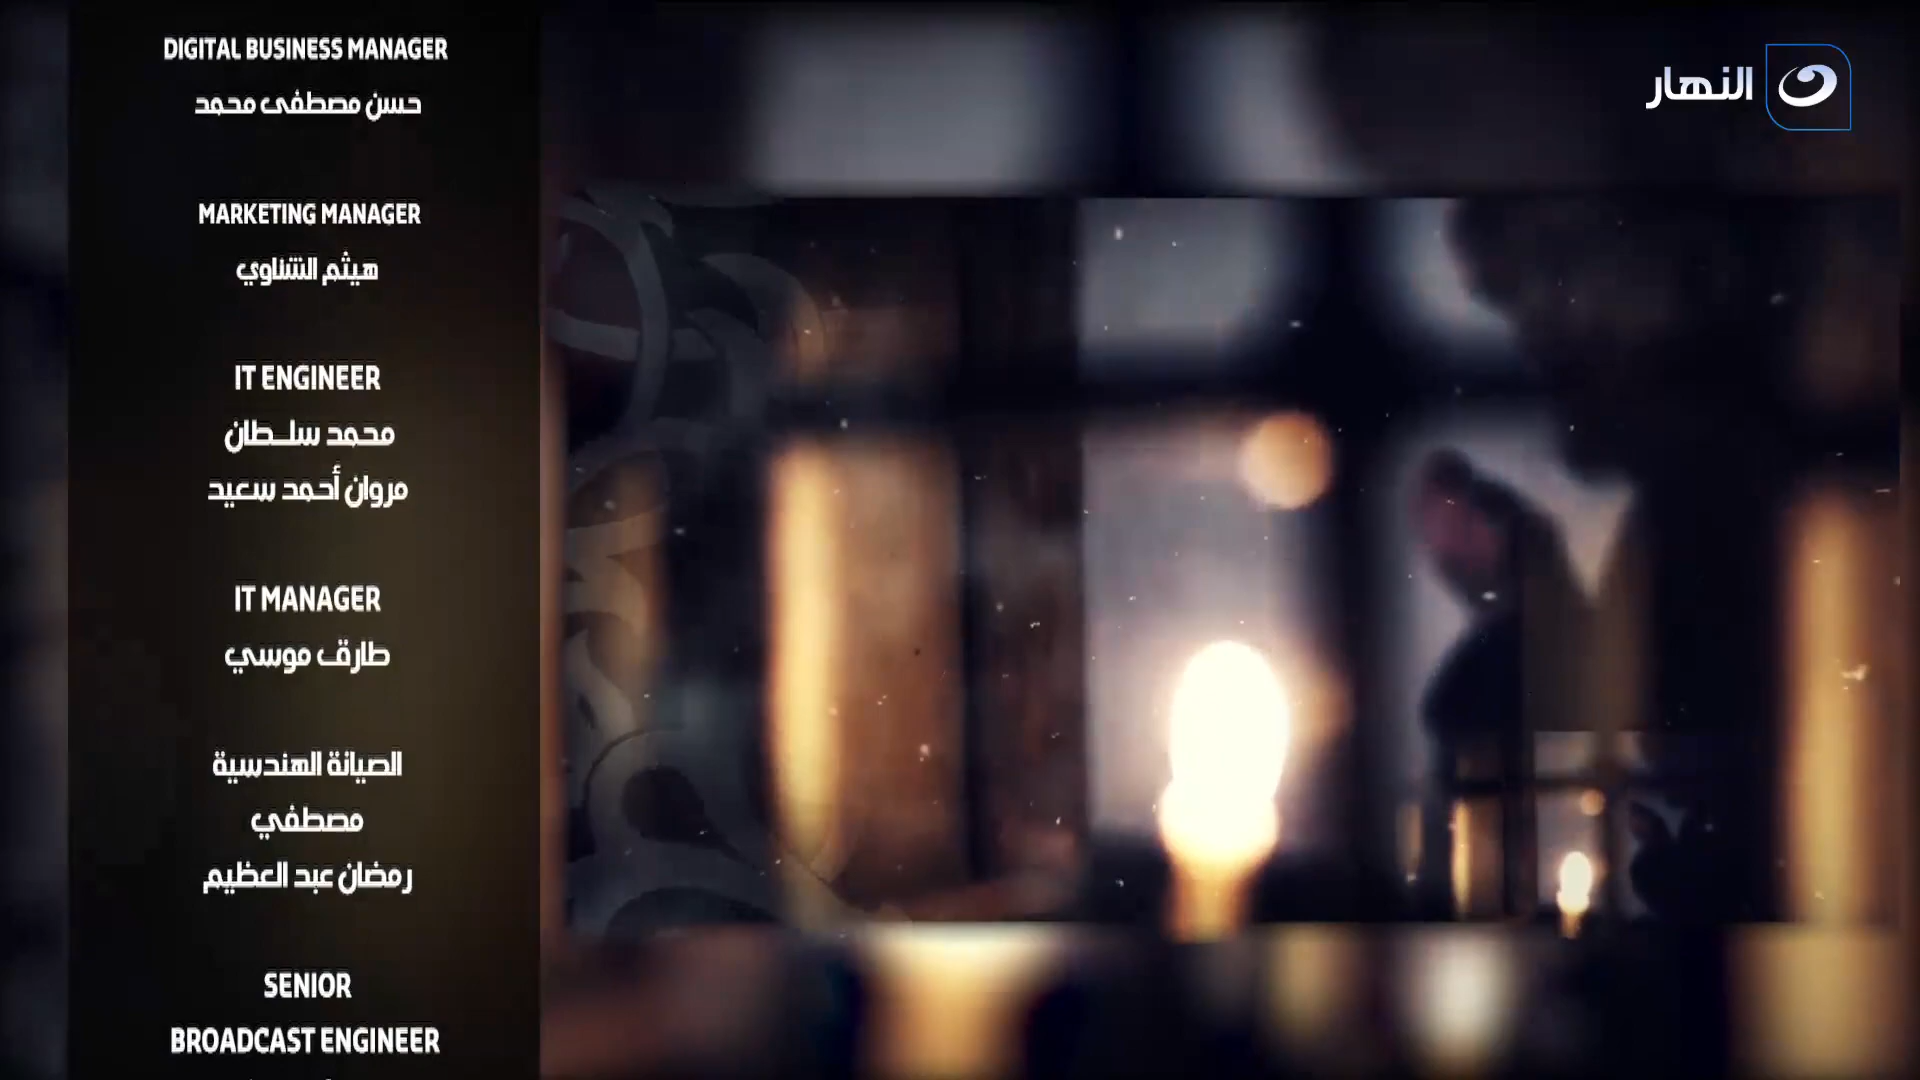 DIGITAL BUSINESS MANAGER
حسن مصطفى محمد
MARKETING MANAGER
هيثم الشناوي
IT ENGINEER
محمد سلـطان
مروان أحمد سعيد
IT MANAGER
طارق موسي
الصيانة الهندسية
مصطفي
رمضان عبد العظيم
SENIOR
BROADCAST ENGINEER
النهار